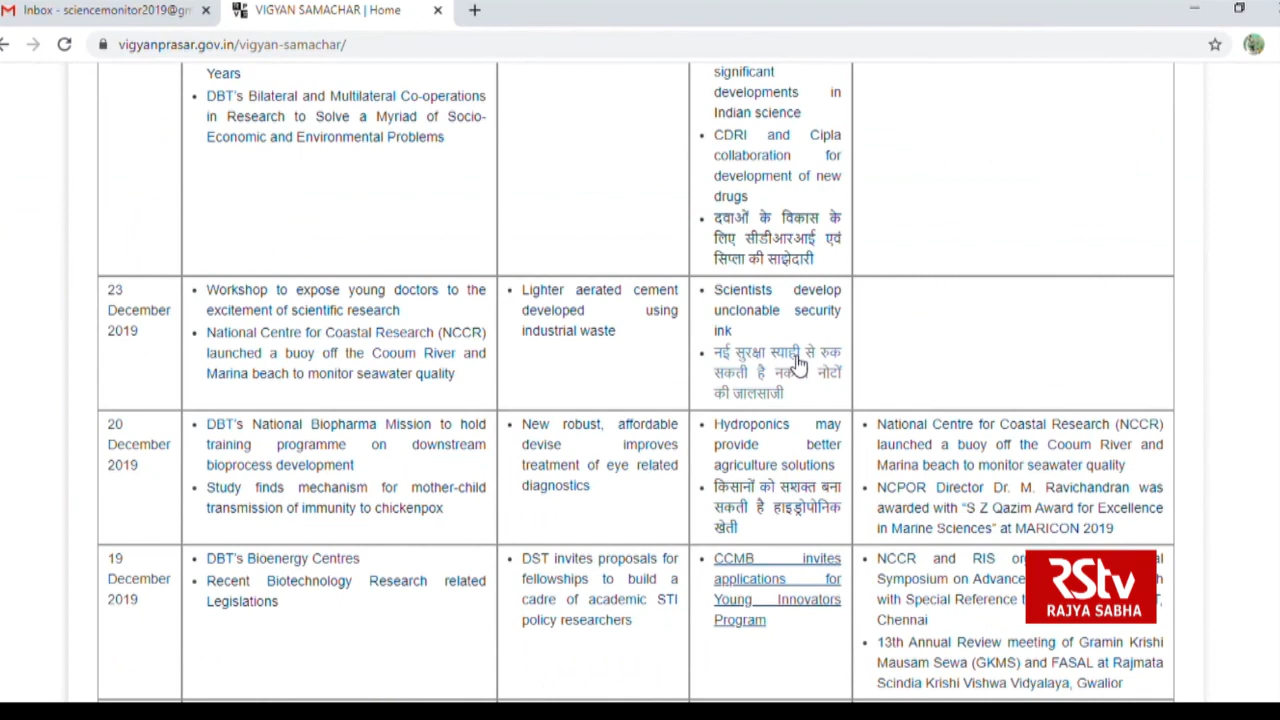 Inbox - sciencemonitor2019@gm
VIGYAN SAMACHAR | Home
vigyanprasar.gov.in/vigyan-samachar/
Years
• DBT's Bilateral and Multilateral Co-operations
in Research to Solve a Myriad of Socio-
Economic and Environmental Problems
significant
developments in
Indian science
• CDRI and Cipla
collaboration for
development of new
drugs
• दवाओं के विकास के
लिए सीडीआरआई एवं
सिप्ला की साझेदारी
23
December
2019
• Workshop to expose young doctors to the
excitement of scientific research
• National Centre for Coastal Research (NCCR)
launched a buoy off the Cooum River and
Marina beach to monitor seawater quality
• Lighter aerated cement
developed using
industrial waste
• Scientists develop
unclonable security
ink
• नई सुरक्षा स्याही से रुक
सकती है नोटों
की जालसाजी
20
December
2019
• DBT's National Biopharma Mission to hold
training programme on downstream
bioprocess development
• Study finds mechanism for mother-child
transmission of immunity to chickenpox
• New robust, affordable
devise improves
treatment of eye related
diagnostics
• Hydroponics may
provide better
agriculture solutions
• किसानों को सशक्त बना
सकती है हाइड्रोपोनिक
खेती
• National Centre for Coastal Research (NCCR)
launched a buoy off the Cooum River and
Marina beach to monitor seawater quality
• NCPOR Director Dr. M. Ravichandran was
awarded with “S Z Qazim Award for Excellence
in Marine Sciences” at MARICON 2019
19
December
2019
• DBT's Bioenergy Centres
• Recent Biotechnology Research related
Legislations
• DST invites proposals for
fellowships to build a
cadre of academic STI
policy researchers
CCMB invites
applications for
Young Innovators
Program
• NCCR and RIS
Symposium on
with Special Reference
Chennai
• 13th Annual Review meeting of Gramin Krishi
Mausam Sewa (GKMS) and FASAL at Rajmata
Scindia Krishi Vishwa Vidyalaya, Gwalior
RSTV
RAJYA SABHA